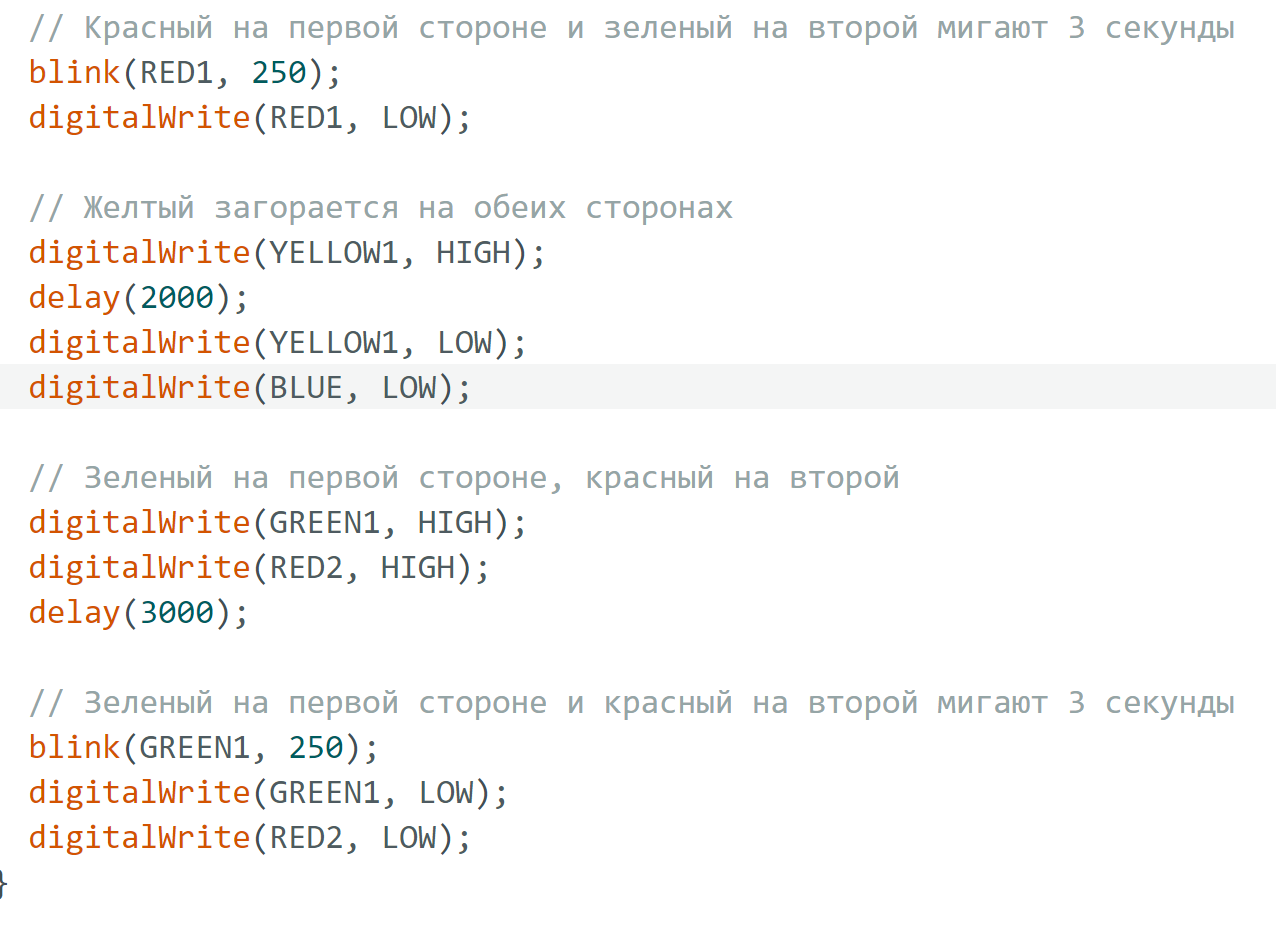 // Красный на первой стороне и зеленый на второй мигают 3 секунды
blink(RED1, 250);
digitalWrite(RED1, LOW);
// Желтый загорается на обеих сторонах
digitalWrite(YELLOW1, HIGH);
delay(2000);
digitalWrite(YELLOW1, LOW);
digitalWrite(BLUE, LOW);
// Зеленый на первой стороне, красный на второй
digitalWrite(GREEN1, HIGH);
digitalWrite(RED2, HIGH);
delay(3000);
// Зеленый на первой стороне и красный на второй мигают 3 секунды
blink(GREEN1, 250);
digitalWrite(GREEN1, LOW);
digitalWrite(RED2, LOW);
}